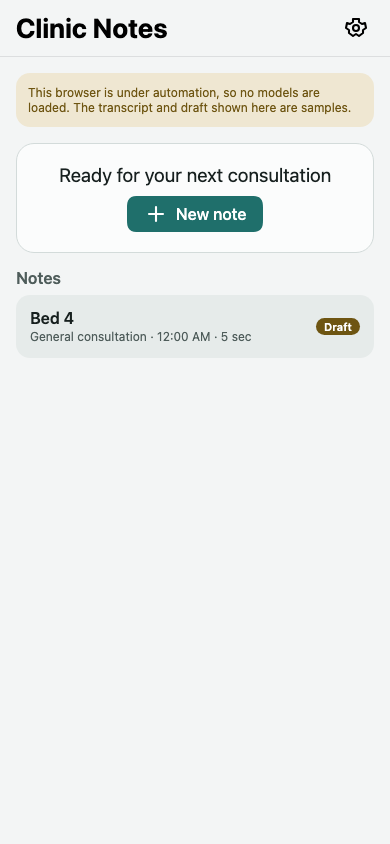 Clinic Notes
This browser is under automation, so no models are
loaded. The transcript and draft shown here are samples.
Ready for your next consultation
New note
Notes
Bed 4
Draft
General consultation · 12:00 AM · 5 sec